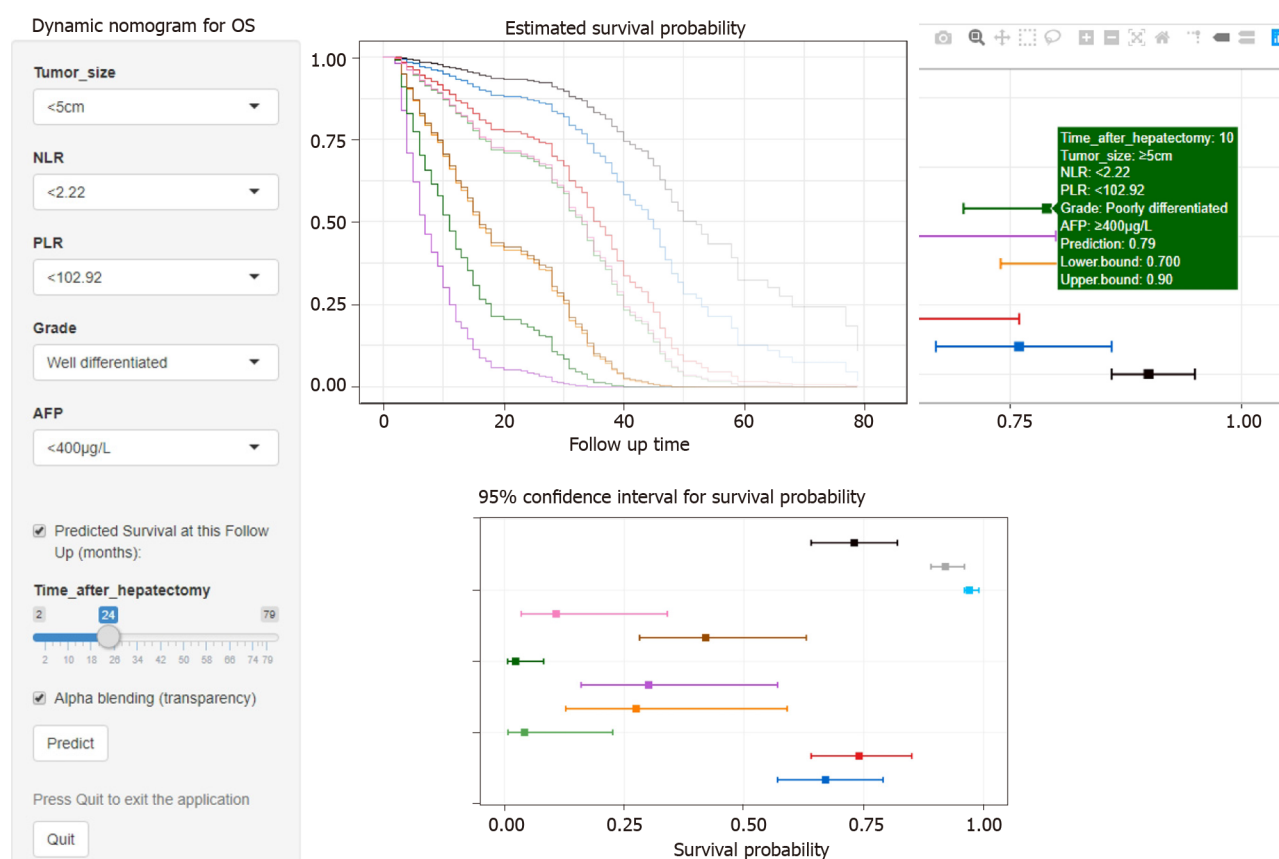 Dynamic nomogram for OS
Tumor_size
<5cm
NLR
<2.22
PLR
<102.92
Grade
Well differentiated
AFP
<400µg/L
Predicted Survival at this Follow
Up (months):
Time_after_hepatectomy
2 24 79
2 10 18 26 34 42 50 58 66 74 79
Alpha blending (transparency)
Predict
Press Quit to exit the application
Quit
Estimated survival probability
1.00
0.75
0.50
0.25
0.00
0 20 40 60 80
Follow up time
Time_after_hepatectomy: 10
Tumor_size: ≥5cm
NLR: <2.22
PLR: <102.92
Grade: Poorly differentiated
AFP: ≥400µg/L
Prediction: 0.79
Lower.bound: 0.700
Upper.bound: 0.90
0.75 1.00
95% confidence interval for survival probability
0.00 0.25 0.50 0.75 1.00
Survival probability